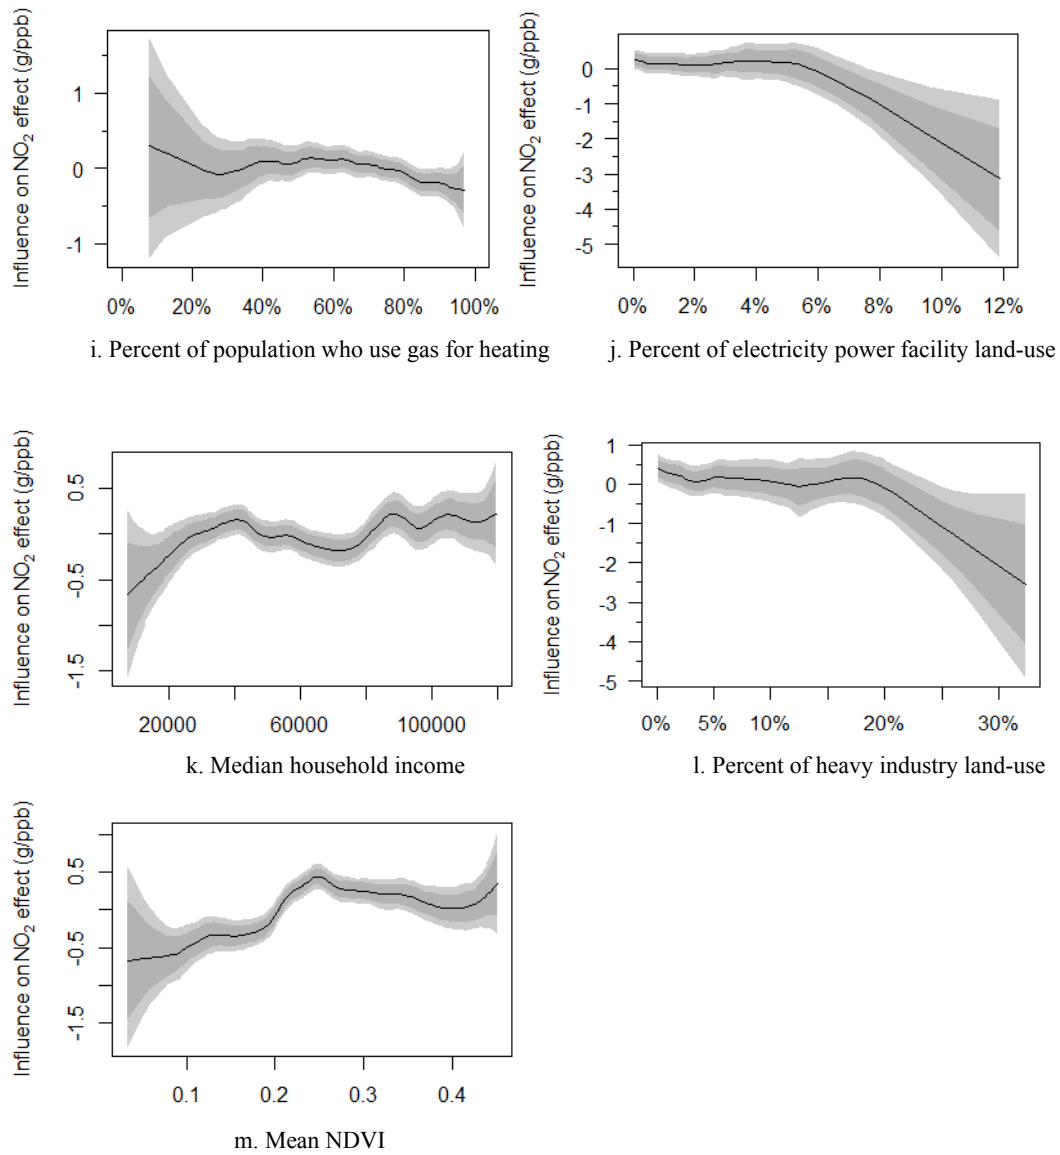 Influence on NO₂ effect (g/ppb)
1
0
-1
0% 20% 40% 60% 80% 100%
i. Percent of population who use gas for heating
Influence on NO₂ effect (g/ppb)
0
-1
-2
-3
-4
-5
0% 2% 4% 6% 8% 10% 12%
j. Percent of electricity power facility land-use
Influence on NO₂ effect (g/ppb)
0.5
-0.5
-1.5
20000 60000 100000
k. Median household income
Influence on NO₂ effect (g/ppb)
1
0
-1
-2
-3
-4
-5
0% 5% 10% 20% 30%
l. Percent of heavy industry land-use
Influence on NO₂ effect (g/ppb)
0.5
-0.5
-1.5
0.1 0.2 0.3 0.4
m. Mean NDVI